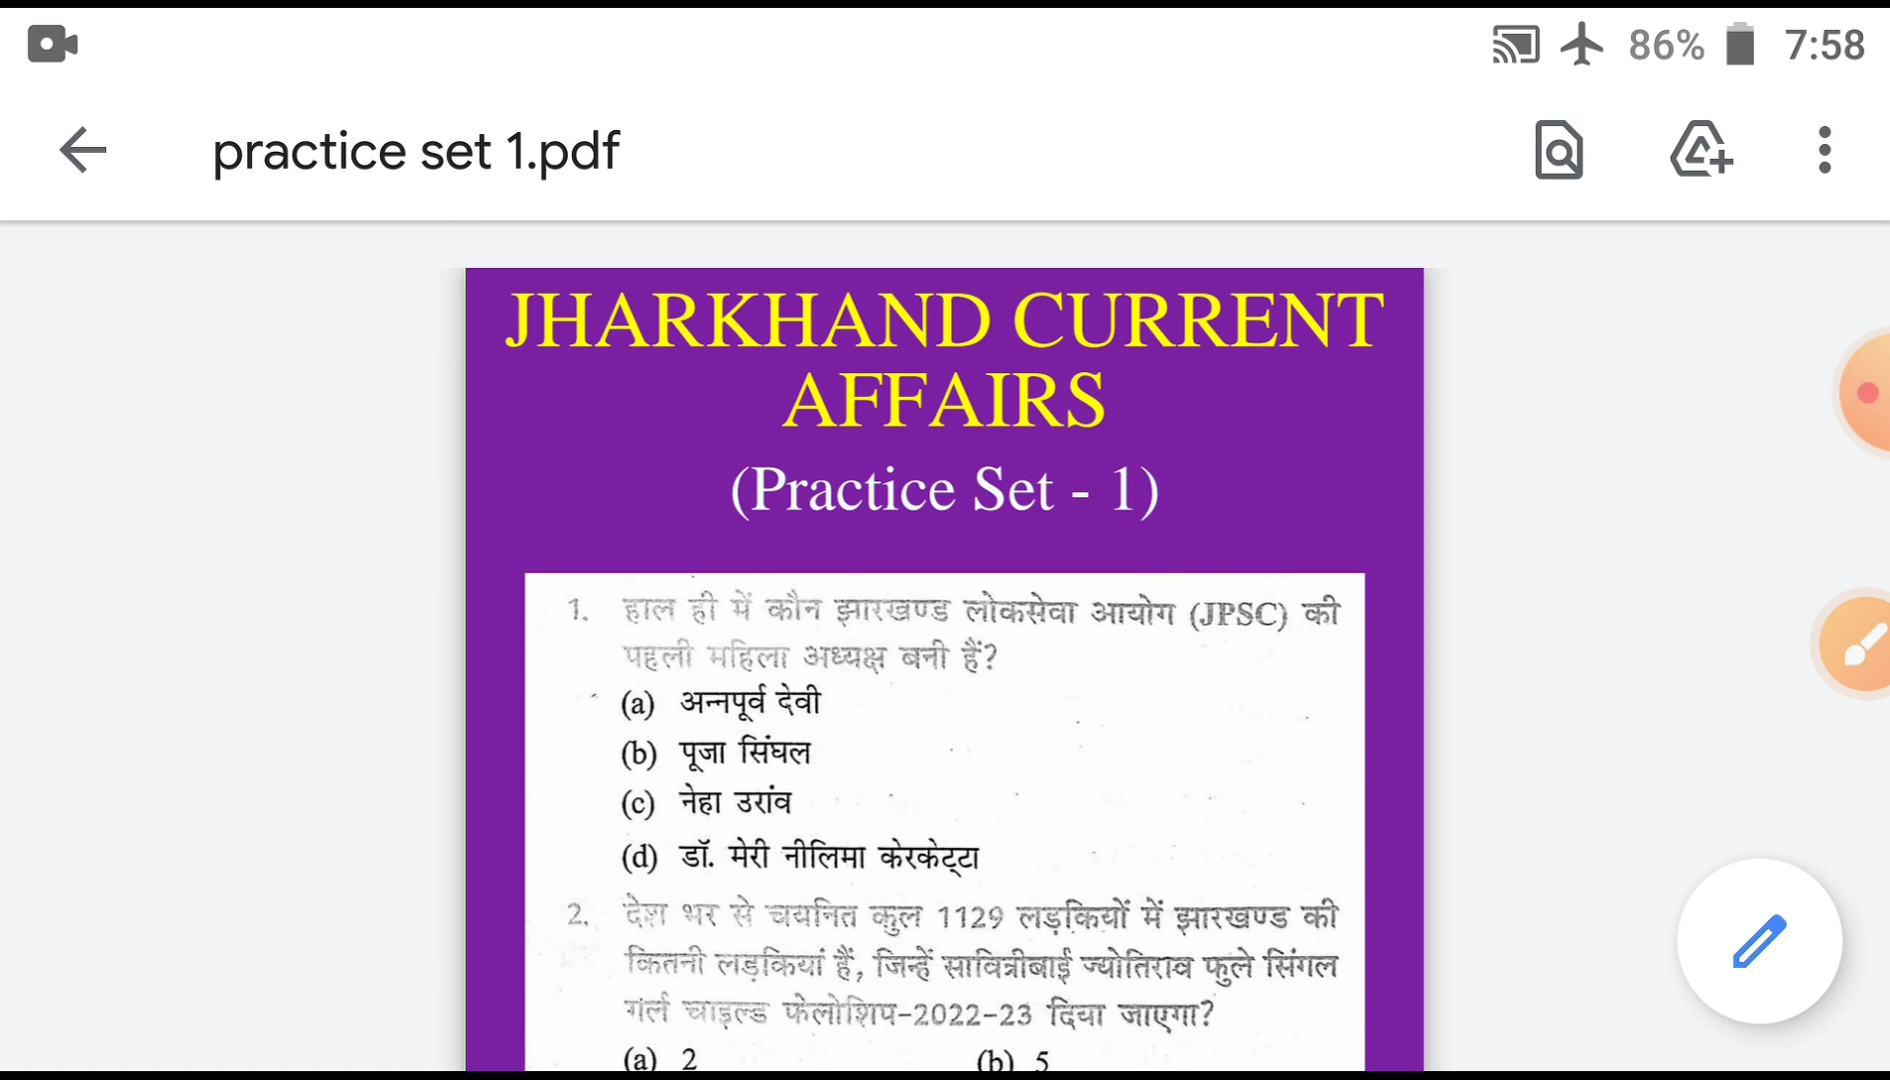 86% 7:58
practice set 1.pdf
JHARKHAND CURRENT
AFFAIRS
(Practice Set - 1)
1. हाल ही में कौन झारखण्ड लोकसेवा आयोग (JPSC) की
पहली महिला अध्यक्ष बनी हैं?
(a) अन्नपूर्व देवी
(b) पूजा सिंघल
(c) नेहा उरांव
(d) डॉ. मेरी नीलिमा केरकेट्टा
2. देश भर से चयनित कुल 1129 लड़कियों में झारखण्ड की
कितनी लड़कियां हैं, जिन्हें सावित्रीबाई ज्योतिराव फुले सिंगल
गर्ल चाइल्ड फेलोशिप-2022-23 दिया जाएगा?
(a) 2 (b) 5